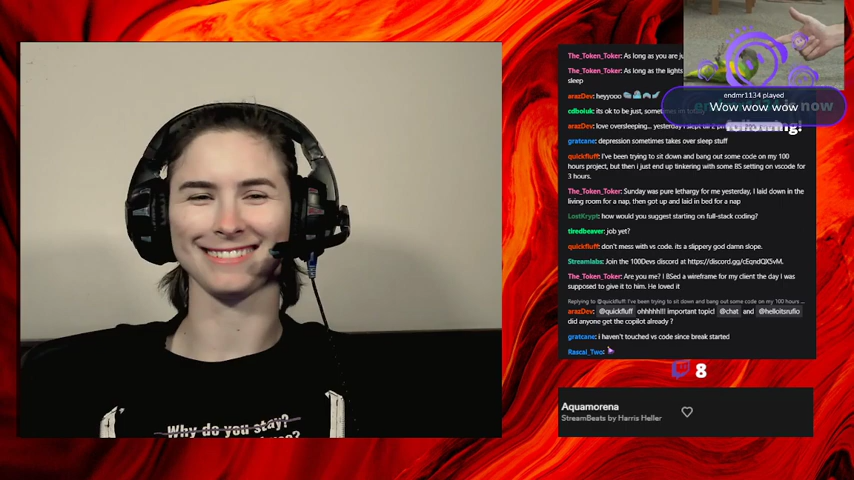 The_Token_Toker: As long as you are ju
The_Token_Toker: As long as the lights
sleep
arazDev: heyyooo
cdboiuk: its ok to be just, some
arazDev: love oversleeping... yesterday I slept
gratcane: depression sometimes takes over sleep stuff
quickfluff: I've been trying to sit down and bang out some code on my 100
hours project, but then i just end up tinkering with some BS setting on vscode for
3 hours.
The_Token_Toker: Sunday was pure lethargy for me yesterday, I laid down in the
living room for a nap, then got up and laid in bed for a nap
LostKrypt: how would you suggest starting on full-stack coding?
tiredbeaver: job yet?
quickfluff: don't mess with vs code. its a slippery god damn slope.
Streamlabs: Join the 100Devs discord at
The_Token_Toker: Are you me? I BSed a wireframe for my client the day I was
supposed to give it to him. He loved it
Replying to @quickfluff: I've been trying to sit down and bang out some code on my 100 hours ...
arazDev: @quickfluff ohhhhh!!! important topic! @chat and @helloitsrufio
did anyone get the copilot already ?
gratcane: i haven't touched vs code since break started
Rascal_Two:
endmr1134 played
Wow wow wow
now
following!
8
Aquamorena
StreamBeats by Harris Heller
Why do you stay?